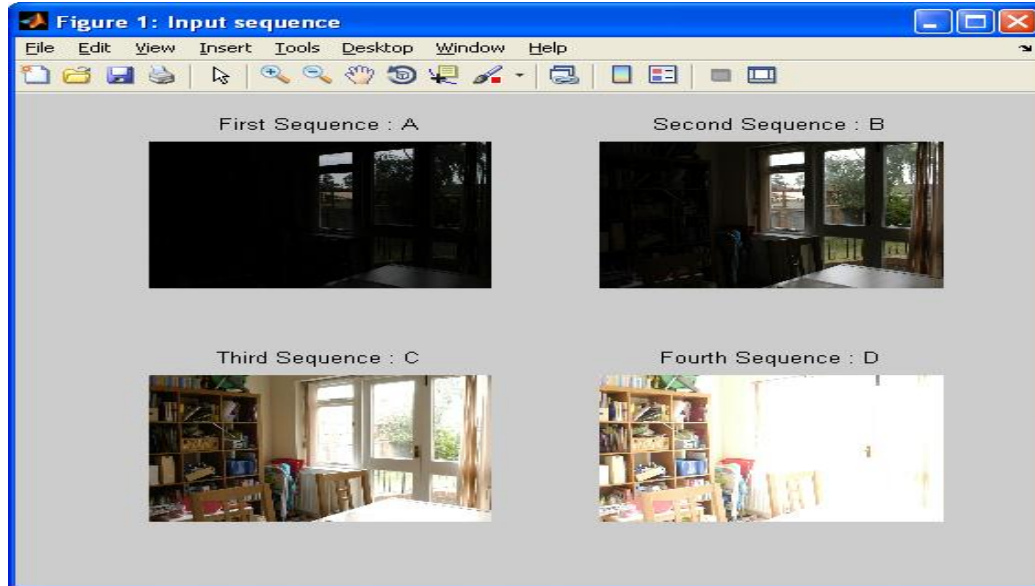 Figure 1: Input sequence
File Edit View Insert Tools Desktop Window Help
First Sequence : A
Second Sequence : B
Third Sequence : C
Fourth Sequence : D